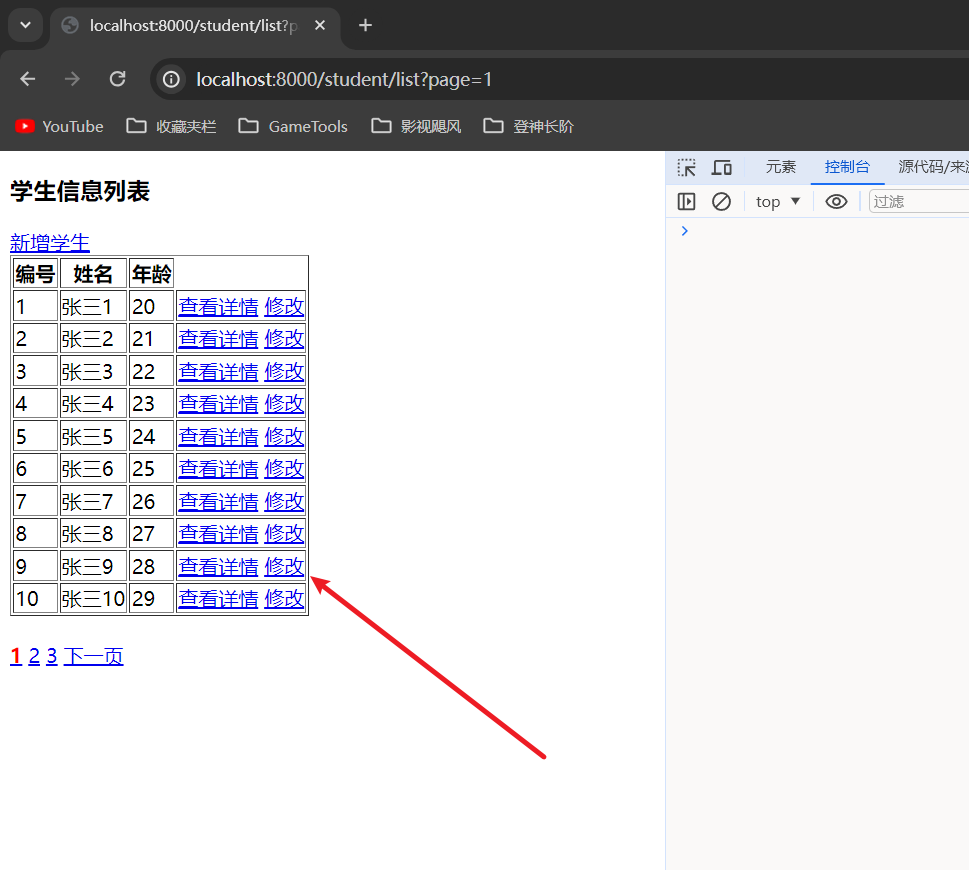 localhost:8000/student/list?p
localhost:8000/student/list?page=1
YouTube 收藏夹栏 GameTools 影视飓风 登神长阶
元素 控制台 源代码/来
top 过滤
学生信息列表
新增学生
编号 姓名 年龄
1 张三1 20 查看详情 修改
2 张三2 21 查看详情 修改
3 张三3 22 查看详情 修改
4 张三4 23 查看详情 修改
5 张三5 24 查看详情 修改
6 张三6 25 查看详情 修改
7 张三7 26 查看详情 修改
8 张三8 27 查看详情 修改
9 张三9 28 查看详情 修改
10 张三10 29 查看详情 修改
1 2 3 下一页